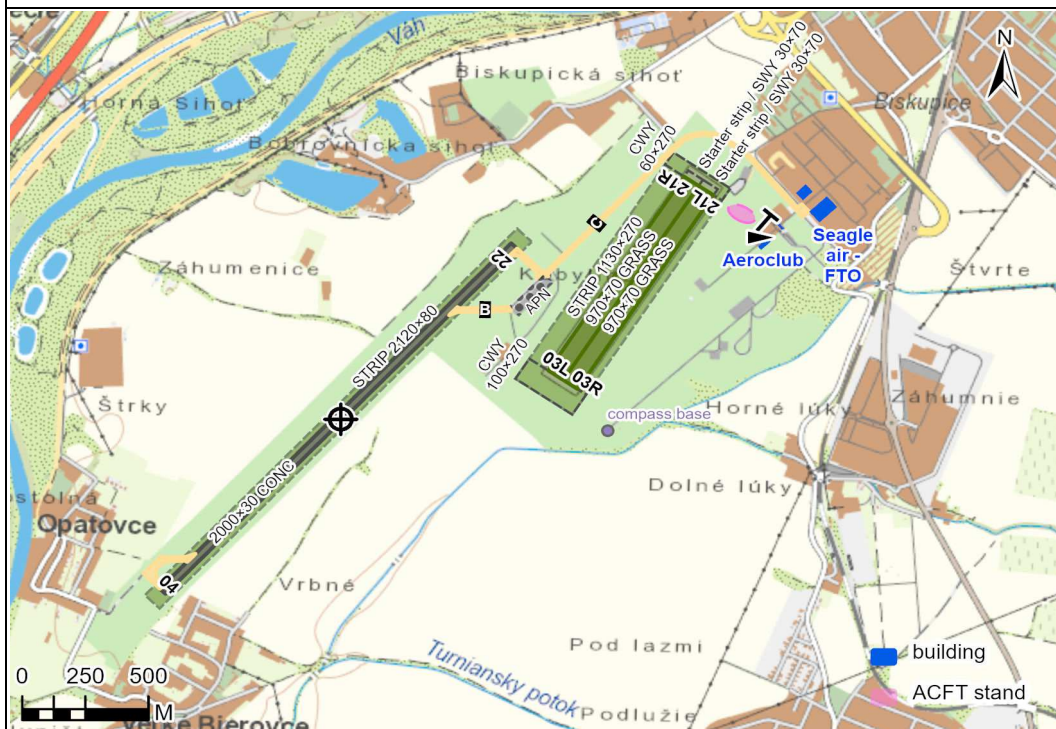 Váh
N
Biskupická sihoť
Horná Sihoť
Biskupice
Bobrovnícka sihoť
CWY
60×270
Starter strip / SWY 30×70
Starter strip / SWY 30×70
21L 21R
C
Seagle
air -
FTO
Aeroclub
22
Záhumenice
Štvrte
APN
B
STRIP 1130×270
970×70 GRASS
970×70 GRASS
STRIP 2120×80
CWY
100×270
03L 03R
Štrky
Záhumnie
compass base
Horné lúky
2000×30 CONC
Dolné lúky
Opatovce
04
Vrbné
Turniansky potok
Pod lazmi
building
0 250 500
M
ACFT stand
Podlužie
Veľké Bierovce